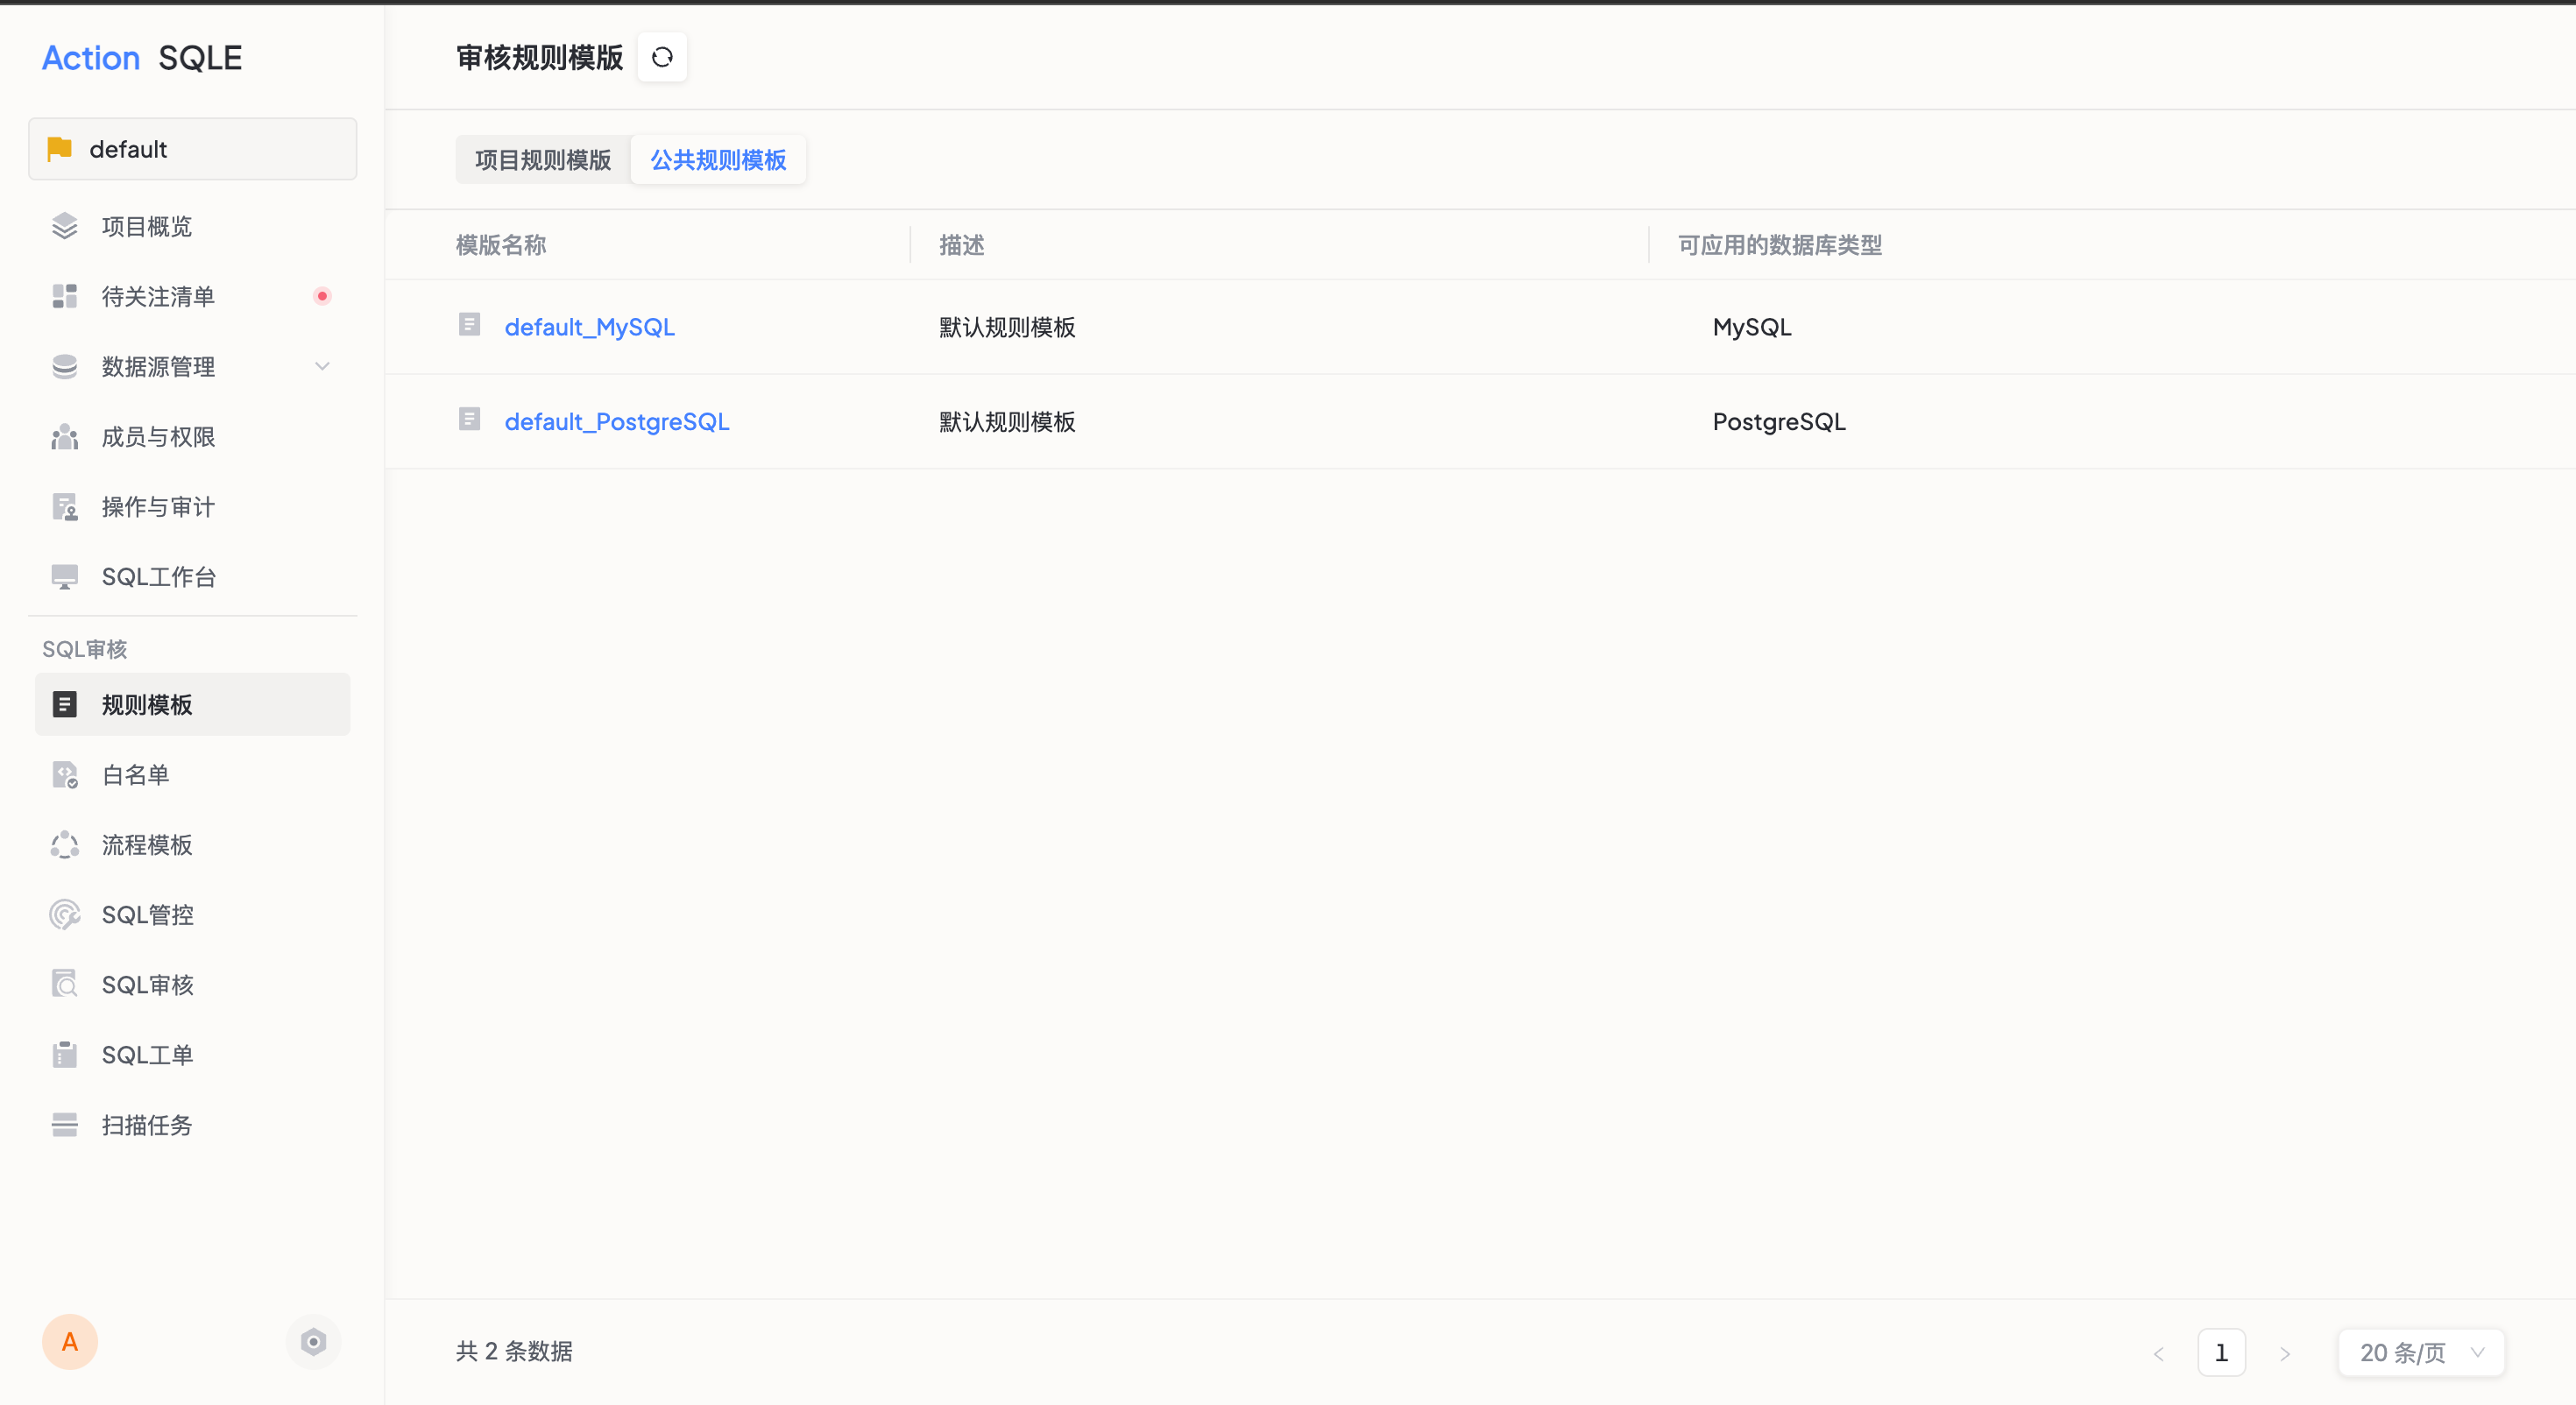 Action SQLE
default
项目概览
待关注清单
数据源管理
成员与权限
操作与审计
SQL工作台
SQL审核
规则模板
白名单
流程模板
SQL管控
SQL审核
SQL工单
扫描任务
A
审核规则模版
项目规则模版 公共规则模板
模版名称 描述 可应用的数据库类型
default_MySQL 默认规则模板 MySQL
default_PostgreSQL 默认规则模板 PostgreSQL
共 2 条数据 1 20 条/页